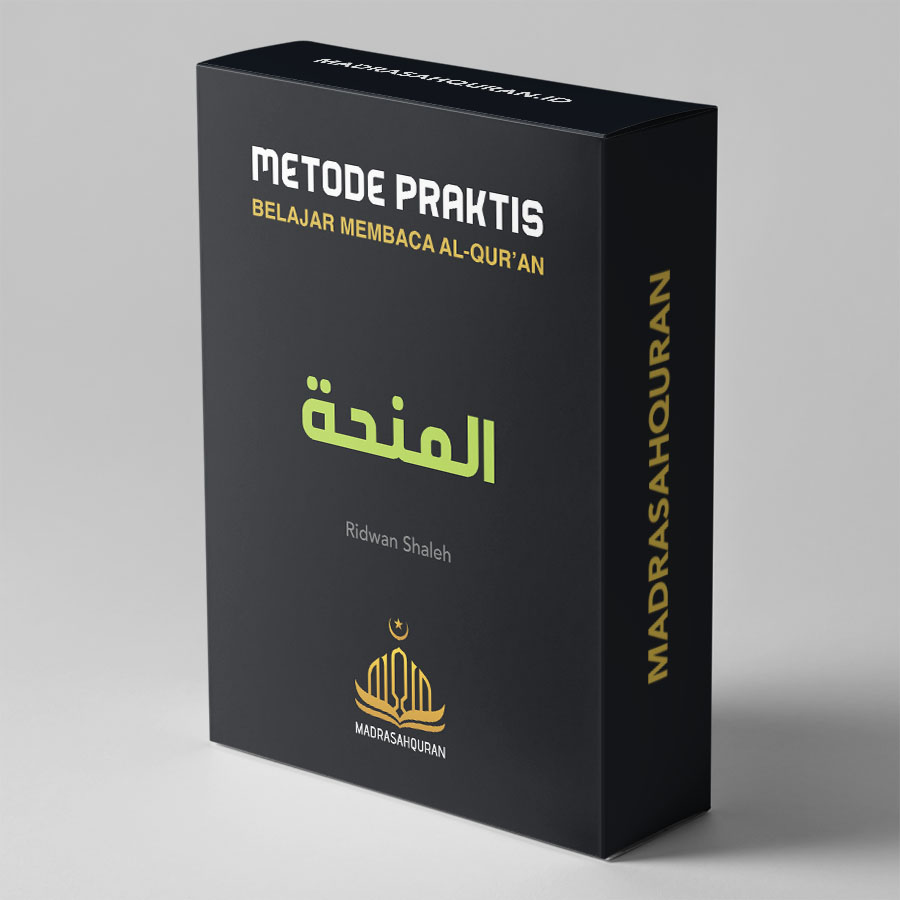 MADRASAHQURAN.ID
METODE PRAKTIS
BELAJAR MEMBACA AL-QUR'AN
المنحة
Ridwan Shaleh
MADRASAHQURAN
MADRASAHQURAN